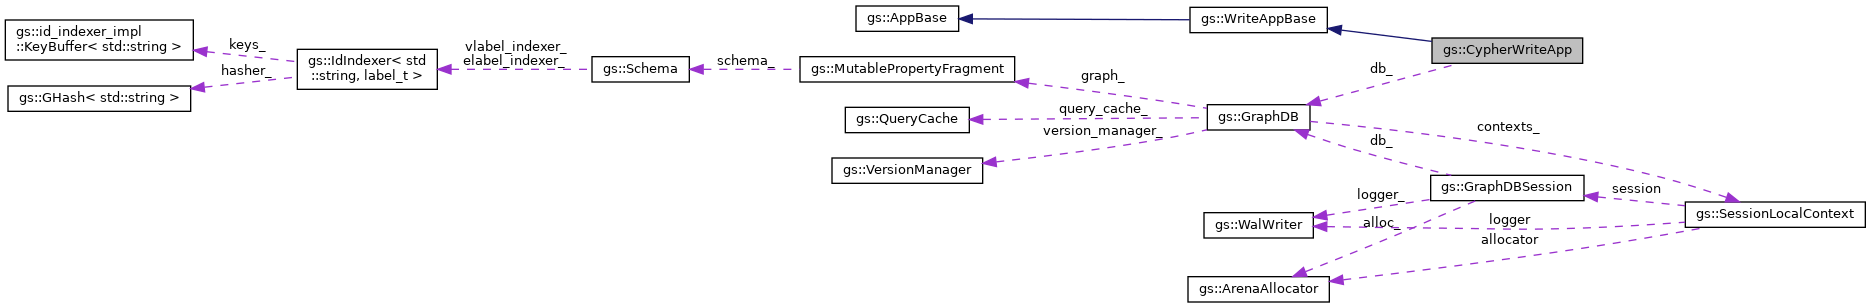 gs::id_indexer_impl
::KeyBuffer< std::string >
gs::GHash< std::string >
keys_
hasher_
gs::IdIndexer< std
::string, label_t >
vlabel_indexer_
elabel_indexer_
gs::Schema
schema_
gs::AppBase
gs::MutablePropertyFragment
gs::QueryCache
gs::VersionManager
graph_
query_cache_
version_manager_
gs::WriteAppBase
gs::GraphDB
gs::WalWriter
gs::ArenaAllocator
db_
db_
logger_
alloc_
gs::CypherWriteApp
gs::GraphDBSession
contexts_
session
logger
allocator
gs::SessionLocalContext